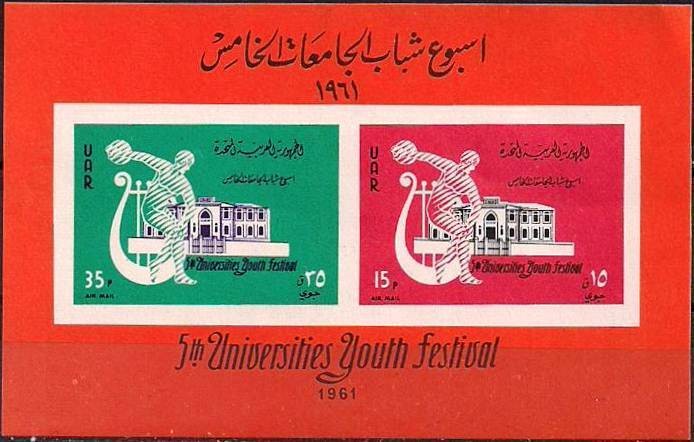 اسبوع شباب الجامعات الخامس
١٩٦١
UAR
الجمهورية العربية المتحدة
اسبوع شباب الجامعات الخامس
5th Universities Youth Festival
35 P
AIR MAIL
٣٥ ق
جوي
UAR
الجمهورية العربية المتحدة
اسبوع شباب الجامعات الخامس
5th Universities Youth Festival
15 P
AIR MAIL
١٥ ق
جوي
5th Universities Youth Festival
1961